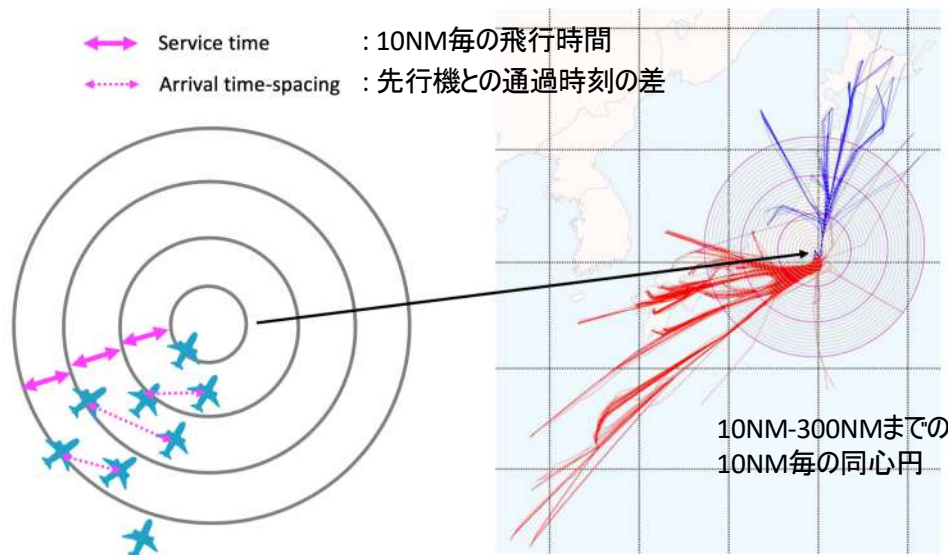 Service time : 10NM毎の飛行時間
Arrival time-spacing : 先行機との通過時刻の差
10NM-300NMまでの
10NM毎の同心円